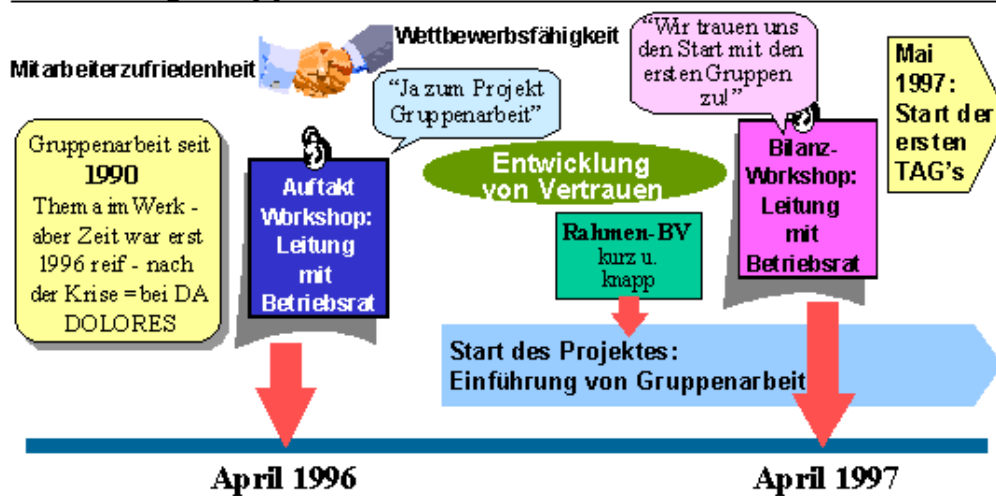 Wettbewerbsfähigkeit
Mitarbeiterzufriedenheit
“Ja zum Projekt
Gruppenarbeit”
“Wir trauen uns
den Start mit den
ersten Gruppen
zu!”
Mai
1997:
Start der
ersten
TAG's
Gruppenarbeit seit
1990
Thema im Werk -
aber Zeit war erst
1996 reif - nach
der Krise = bei DA
DOLORES
Auftakt
Workshop:
Leitung
mit
Betriebsrat
Entwicklung
von Vertrauen
Rahmen-BV
kurz u.
knapp
Bilanz-
Workshop:
Leitung
mit
Betriebsrat
Start des Projektes:
Einführung von Gruppenarbeit
April 1996
April 1997